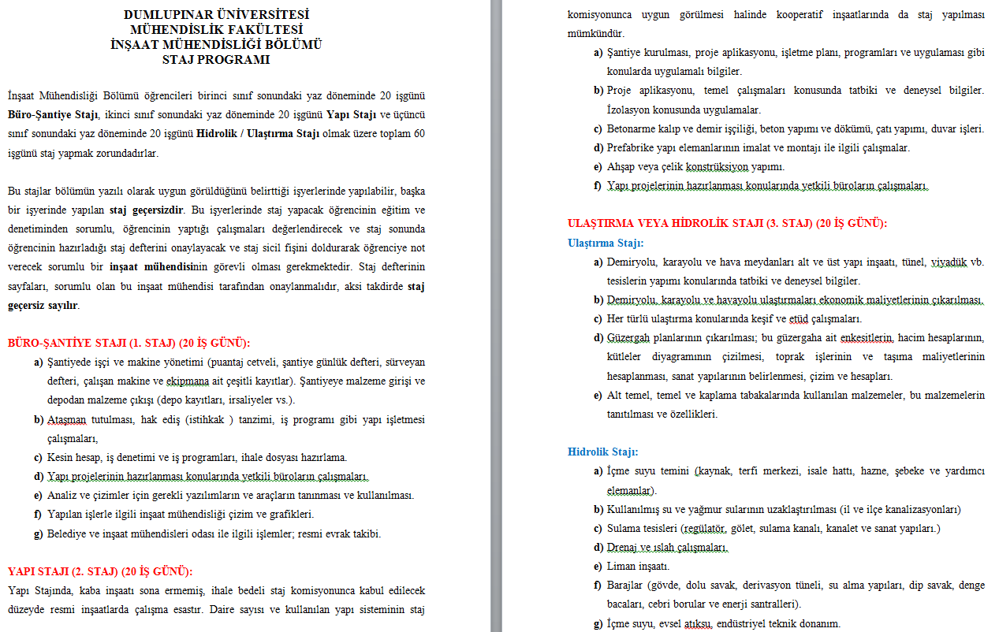 DUMLUPINAR ÜNİVERSİTESİ
MÜHENDİSLİK FAKÜLTESİ
İNŞAAT MÜHENDİSLİĞİ BÖLÜMÜ
STAJ PROGRAMI
İnşaat Mühendisliği Bölümü öğrencileri birinci sınıf sonundaki yaz döneminde 20 işgünü
Büro-Şantiye Stajı, ikinci sınıf sonundaki yaz döneminde 20 işgünü Yapı Stajı ve üçüncü
sınıf sonundaki yaz döneminde 20 işgünü Hidrolik / Ulaştırma Stajı olmak üzere toplam 60
işgünü staj yapmak zorundadırlar.
Bu stajlar bölümün yazılı olarak uygun görüldüğünü belirttiği işyerlerinde yapılabilir, başka
bir işyerinde yapılan staj geçersizdir. Bu işyerlerinde staj yapacak öğrencinin eğitim ve
denetiminden sorumlu, öğrencinin yaptığı çalışmaları değerlendirecek ve staj sonunda
öğrencinin hazırladığı staj defterini onaylayacak ve staj sicil fişini doldurarak öğrenciye not
verecek sorumlu bir inşaat mühendisinin görevli olması gerekmektedir. Staj defterinin
sayfaları, sorumlu olan bu inşaat mühendisi tarafından onaylanmalıdır, aksi takdirde staj
geçersiz sayılır.
BÜRO-ŞANTİYE STAJI (1. STAJ) (20 İŞ GÜNÜ):
a) Şantiyede işçi ve makine yönetimi (puantaj cetveli, şantiye günlük defteri, sürveyan
defteri, çalışan makine ve ekipmana ait çeşitli kayıtlar). Şantiyeye malzeme girişi ve
depodan malzeme çıkışı (depo kayıtları, irsaliyeler vs.).
b) Ataşman tutulması, hak ediş (istihkak ) tanzimi, iş programı gibi yapı işletmesi
çalışmaları,
c) Kesin hesap, iş denetimi ve iş programları, ihale dosyası hazırlama.
d) Yapı projelerinin hazırlanması konularında yetkili büroların çalışmaları.
e) Analiz ve çizimler için gerekli yazılımların ve araçların tanınması ve kullanılması.
f) Yapılan işlerle ilgili inşaat mühendisliği çizim ve grafikleri.
g) Belediye ve inşaat mühendisleri odası ile ilgili işlemler; resmi evrak takibi.
YAPI STAJI (2. STAJ) (20 İŞ GÜNÜ):
Yapı Stajında, kaba inşaatı sona ermemiş, ihale bedeli staj komisyonunca kabul edilecek
düzeyde resmi inşaatlarda çalışma esastır. Daire sayısı ve kullanılan yapı sisteminin staj
komisyonunca uygun görülmesi halinde kooperatif inşaatlarında da staj yapılması
mümkündür.
a) Şantiye kurulması, proje aplikasyonu, işletme planı, programları ve uygulaması gibi
konularda uygulamalı bilgiler.
b) Proje aplikasyonu, temel çalışmaları konusunda tatbiki ve deneysel bilgiler.
İzolasyon konusunda uygulamalar.
c) Betonarme kalıp ve demir işçiliği, beton yapımı ve dökümü, çatı yapımı, duvar işleri.
d) Prefabrike yapı elemanlarının imalat ve montajı ile ilgili çalışmalar.
e) Ahşap veya çelik konstrüksiyon yapımı.
f) Yapı projelerinin hazırlanması konularında yetkili büroların çalışmaları.
ULAŞTIRMA VEYA HİDROLİK STAJI (3. STAJ) (20 İŞ GÜNÜ):
Ulaştırma Stajı:
a) Demiryolu, karayolu ve hava meydanları alt ve üst yapı inşaatı, tünel, viyadük vb.
tesislerin yapımı konularında tatbiki ve deneysel bilgiler.
b) Demiryolu, karayolu ve havayolu ulaştırmaları ekonomik maliyetlerinin çıkarılması.
c) Her türlü ulaştırma konularında keşif ve etüd çalışmaları.
d) Güzergah planlarının çıkarılması; bu güzergaha ait enkesitlerin, hacim hesaplarının,
kütleler diyagramının çizilmesi, toprak işlerinin ve taşıma maliyetlerinin
hesaplanması, sanat yapılarının belirlenmesi, çizim ve hesapları.
e) Alt temel, temel ve kaplama tabakalarında kullanılan malzemeler, bu malzemelerin
tanıtılması ve özellikleri.
Hidrolik Stajı:
a) İçme suyu temini (kaynak, terfi merkezi, isale hattı, hazne, şebeke ve yardımcı
elemanlar).
b) Kullanılmış su ve yağmur sularının uzaklaştırılması (il ve ilçe kanalizasyonları)
c) Sulama tesisleri (regülatör, gölet, sulama kanalı, kanalet ve sanat yapıları.)
d) Drenaj ve ıslah çalışmaları.
e) Liman inşaatı.
f) Barajlar (gövde, dolu savak, derivasyon tüneli, su alma yapıları, dip savak, denge
bacaları, cebri borular ve enerji santralleri).
g) İçme suyu, evsel atıksu, endüstriyel teknik donanım.